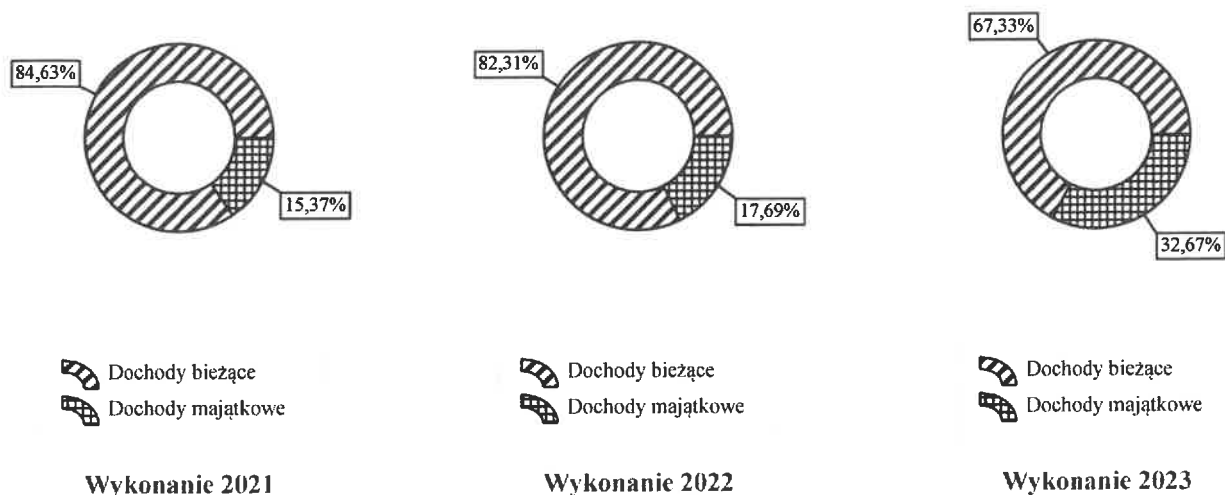 84,63%
15,37%
Dochody bieżące
Dochody majątkowe
Wykonanie 2021
82,31%
17,69%
Dochody bieżące
Dochody majątkowe
Wykonanie 2022
67,33%
32,67%
Dochody bieżące
Dochody majątkowe
Wykonanie 2023